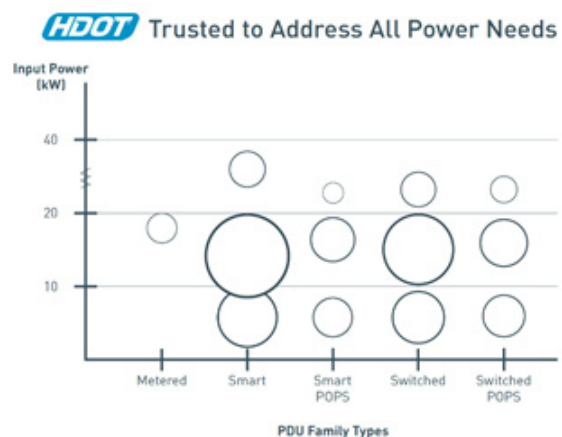 HDOT Trusted to Address All Power Needs
Input Power
(kW)
40
20
10
Metered Smart Smart Switched Switched
POPS POPS
PDU Family Types